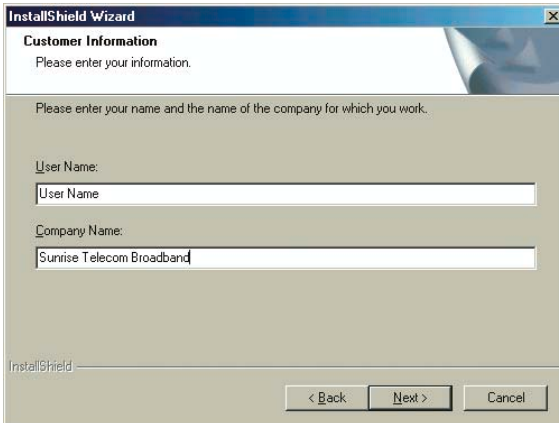 InstallShield Wizard
Customer Information
Please enter your information.
Please enter your name and the name of the company for which you work.
User Name:
User Name
Company Name:
Sunrise Telecom Broadband
InstallShield
< Back Next > Cancel